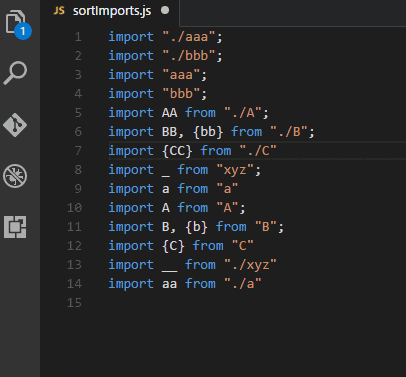 JS sortImports.js
1
1 import "./aaa";
2 import "./bbb";
3 import "aaa";
4 import "bbb";
5 import AA from "./A";
6 import BB, {bb} from "./B";
7 import {CC} from "./C"
8 import _ from "xyz";
9 import a from "a"
10 import A from "A";
11 import B, {b} from "B";
12 import {C} from "C"
13 import __ from "./xyz"
14 import aa from "./a"
15